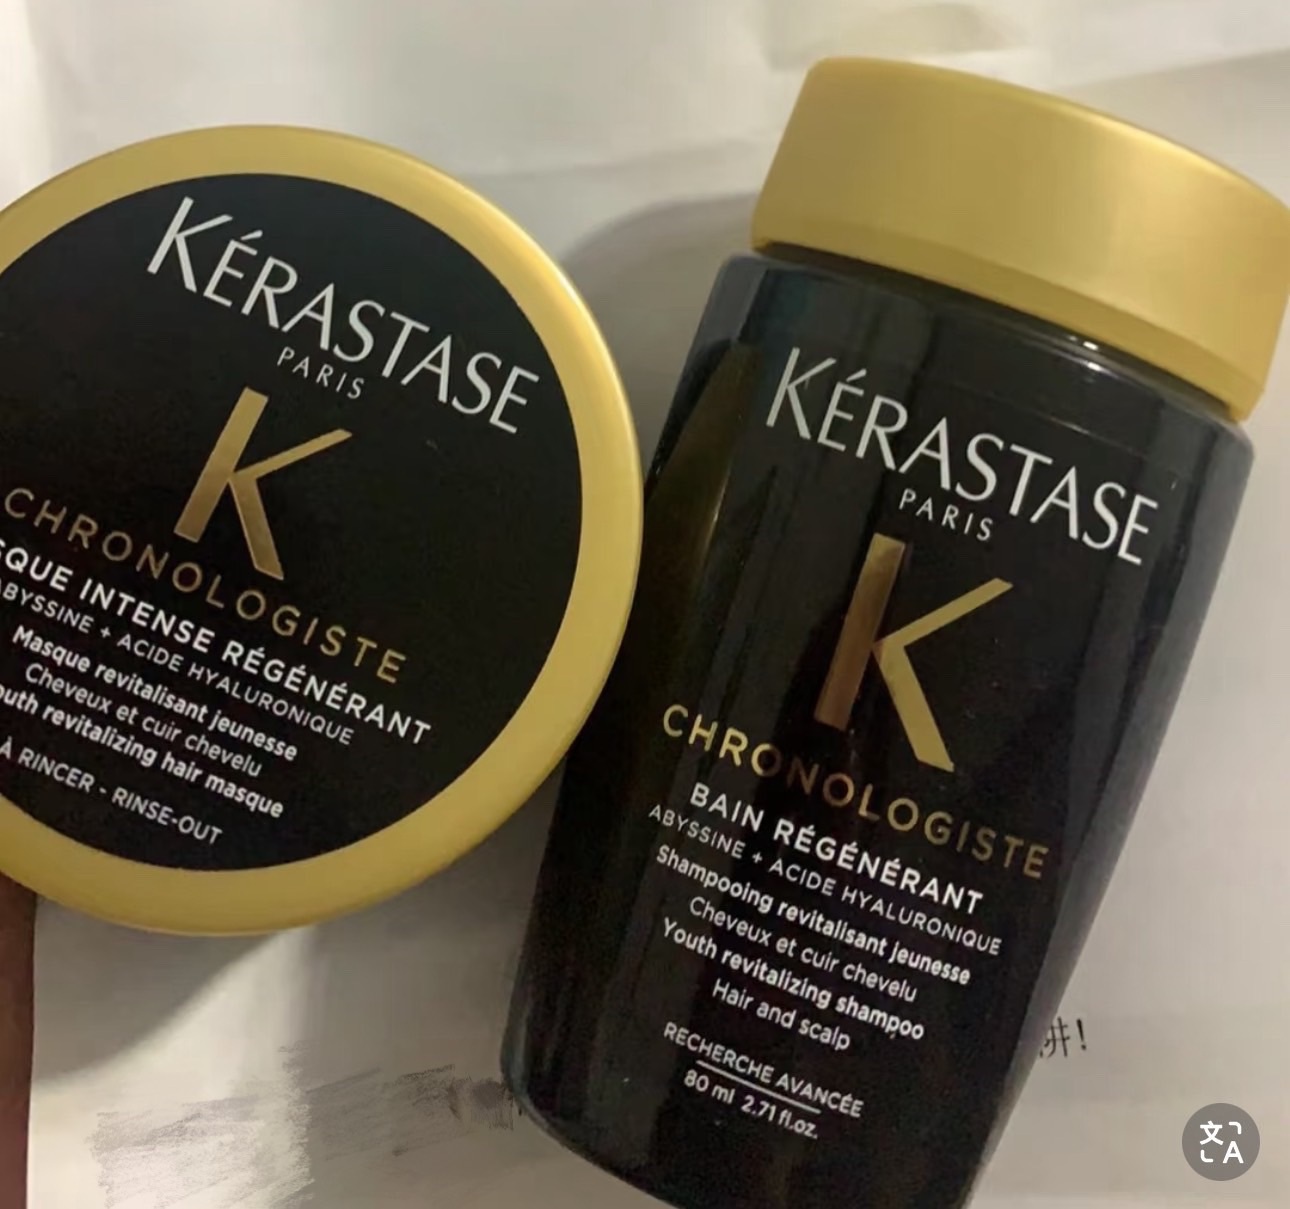 KÉRASTASE
PARIS
K
CHRONOLOGISTE
INTENSE RÉGÉNÉRANT
ABYSSINE + ACIDE HYALURONIQUE
Masque revitalisant jeunesse
Cheveux et cuir chevelu
revitalizing hair masque
À RINCER - RINSE-OUT
KÉRASTASE
PARIS
K
CHRONOLOGISTE
BAIN RÉGÉNÉRANT
ABYSSINE + ACIDE HYALURONIQUE
Shampooing revitalisant jeunesse
Cheveux et cuir chevelu
Youth revitalizing shampoo
Hair and scalp
RECHERCHE AVANCÉE
80 ml 2.71 fl.oz.